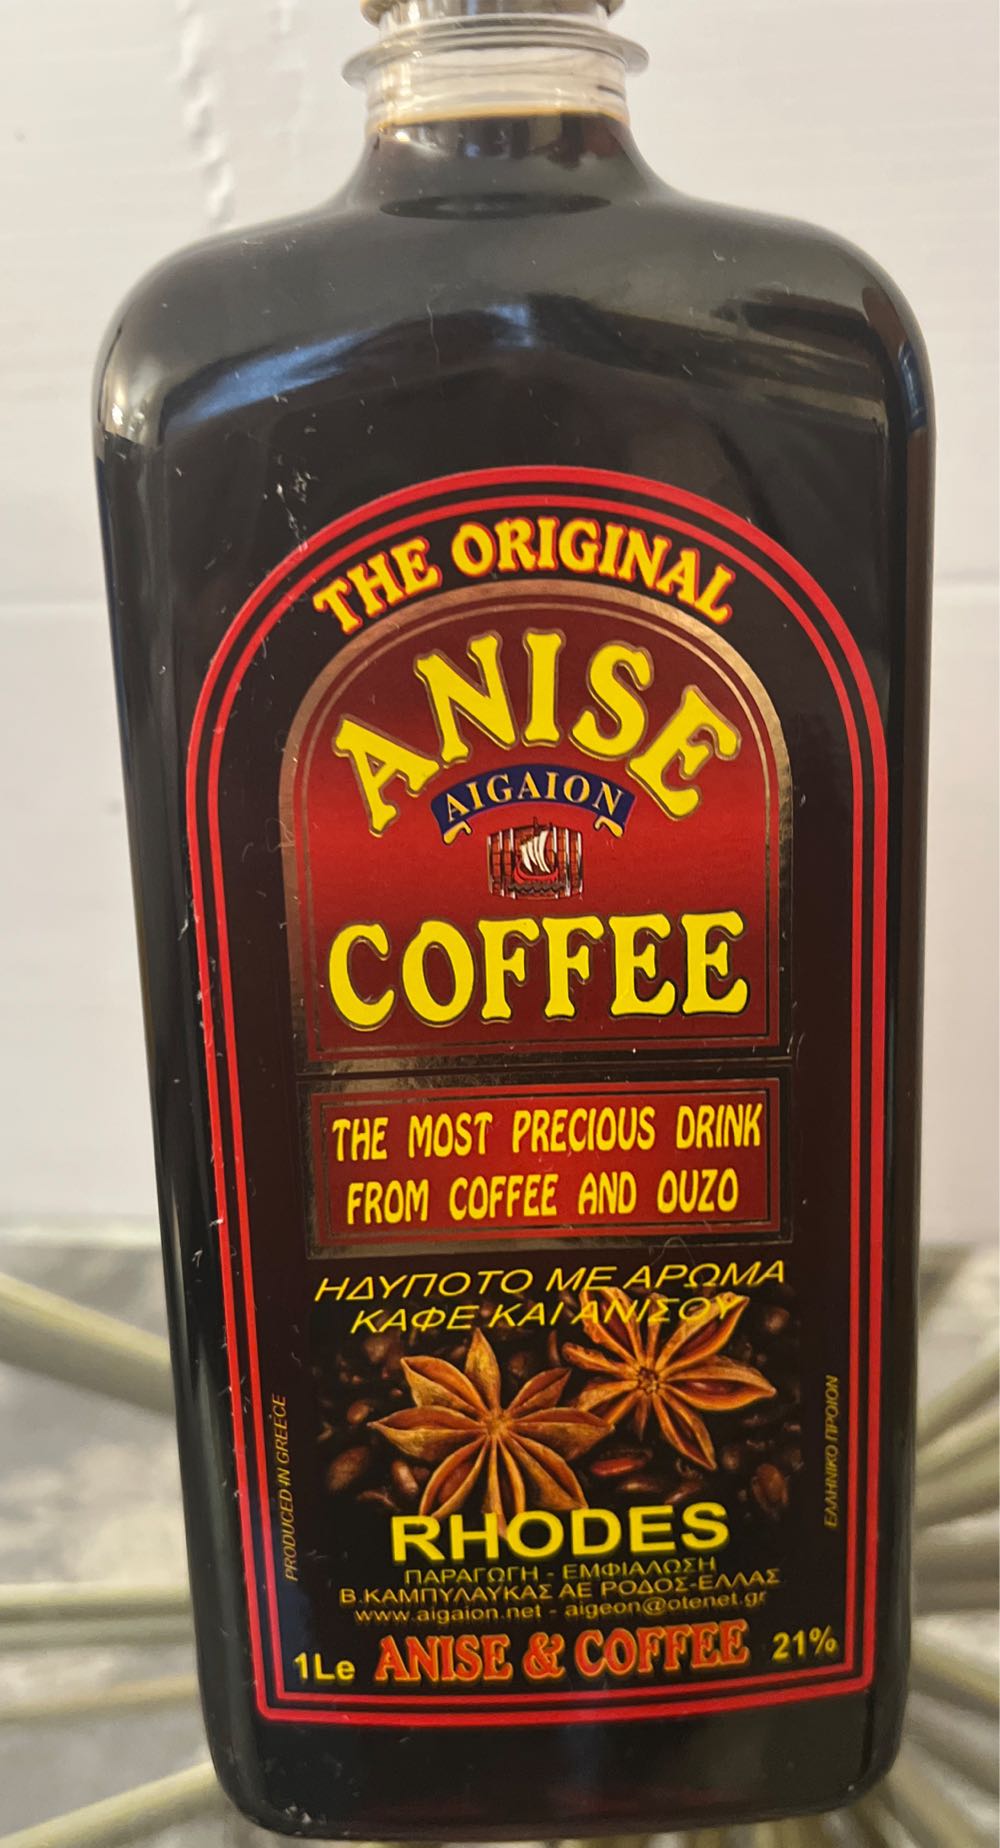 THE ORIGINAL
ANISE
AIGAION
COFFEE
THE MOST PRECIOUS DRINK
FROM COFFEE AND OUZO
ΗΔΥΠΟΤΟ ΜΕ ΑΡΩΜΑ
ΚΑΦΕ ΚΑΙ ΑΝΙΣΟΥ
PRODUCED IN GREECE
ΕΛΛΗΝΙΚΟ ΠΡΟΙΟΝ
RHODES
ΠΑΡΑΓΩΓΗ - ΕΜΦΙΑΛΩΣΗ
Β.ΚΑΜΠΥΛΑΥΚΑΣ ΑΕ ΡΟΔΟΣ-ΕΛΛΑΣ
www.aigaion.net - aigeon@otenet.gr
1Le ANISE & COFFEE 21%